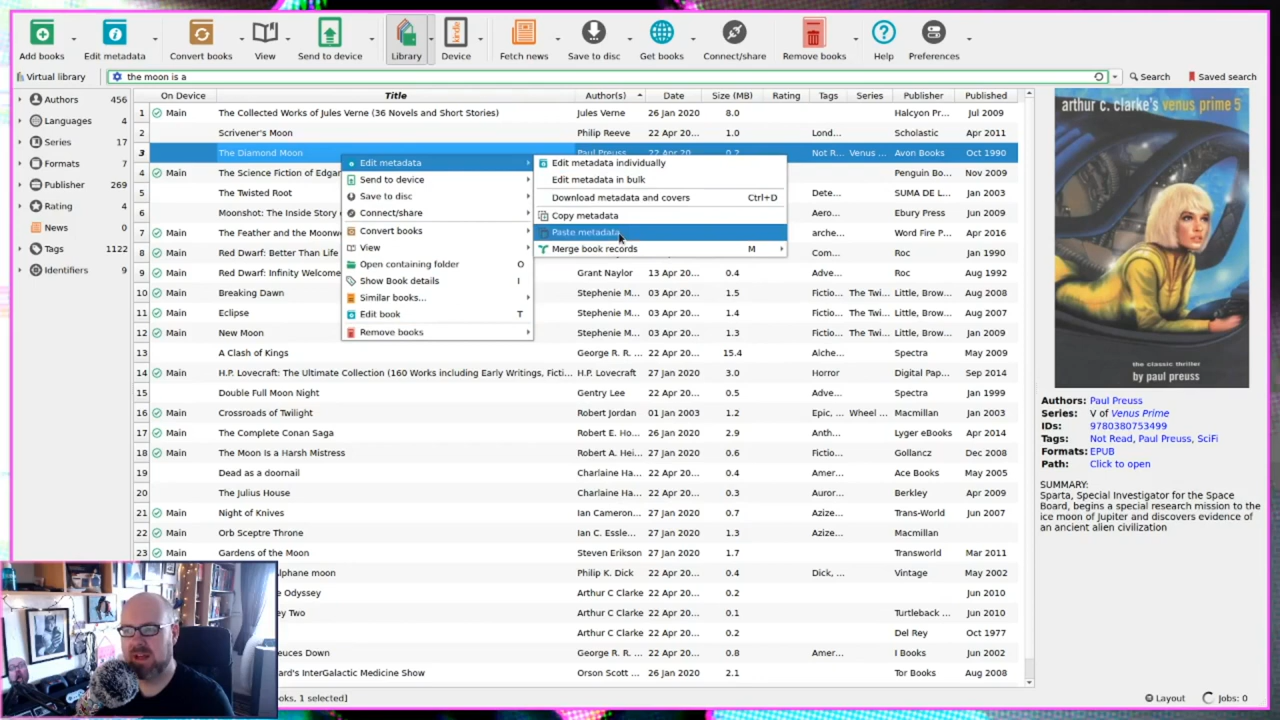 Add books
Edit metadata
Convert books
View
Send to device
Library
Device
Fetch news
Save to disc
Get books
Connect/share
Remove books
Help
Preferences
Virtual library
the moon is a
Search
Saved search
Authors 456
Languages 4
Series 17
Formats 7
Publisher 269
Rating 4
News 0
Tags 1122
Identifiers 9
On Device Title Author(s) Date Size (MB) Rating Tags Series Publisher Published
1 Main The Collected Works of Jules Verne (36 Novels and Short Stories) Jules Verne 26 Jan 2020 8.0 Halcyon Pr... Jul 2009
2 Scrivener's Moon Philip Reeve 22 Apr 20... 1.0 Lond... Scholastic Apr 2011
3 The Diamond Moon Paul Preuss 22 Apr 20... 0.2 Not R... Venus ... Avon Books Oct 1990
4 Main The Science Fiction of Edgar Penguin Bo... Nov 2009
5 The Twisted Root Dete... SUMA DE L... Jan 2003
6 Moonshot: The Inside Story Aero... Ebury Press Jun 2009
7 Main The Feather and the Moonw arche... Word Fire P... Apr 2016
8 Main Red Dwarf: Better Than Life Adve... Roc Jan 1990
9 Main Red Dwarf: Infinity Welcome Grant Naylor 13 Apr 20... 0.4 Adve... Roc Aug 1992
10 Main Breaking Dawn Stephenie M... 03 Apr 20... 1.5 Fictio... The Twi... Little, Brow... Aug 2008
11 Main Eclipse Stephenie M... 03 Apr 20... 1.4 Fictio... The Twi... Little, Brow... Aug 2007
12 Main New Moon Stephenie M... 03 Apr 20... 1.3 Fictio... The Twi... Little, Brow... Jan 2009
13 A Clash of Kings George R. R. ... 22 Apr 20... 15.4 Alche... Spectra May 2009
14 Main H.P. Lovecraft: The Ultimate Collection (160 Works including Early Writings, Ficti... H.P. Lovecraft 27 Jan 2020 3.0 Horror Digital Pap... Sep 2014
15 Double Full Moon Night Gentry Lee 22 Apr 20... 0.5 Adve... Spectra Jan 1999
16 Main Crossroads of Twilight Robert Jordan 01 Jan 2003 1.2 Epic, ... Wheel ... Macmillan Jan 2003
17 Main The Complete Conan Saga Robert E. Ho... 26 Jan 2020 2.9 Anth... Lyger eBooks Apr 2014
18 Main The Moon Is a Harsh Mistress Robert A. Hei... 27 Jan 2020 0.6 Fictio... Gollancz Dec 2008
19 Dead as a doornail Charlaine Ha... 22 Apr 20... 0.4 Amer... Ace Books May 2005
20 The Julius House Charlaine Ha... 22 Apr 20... 0.3 Auror... Berkley Apr 2009
21 Main Night of Knives Ian Cameron... 27 Jan 2020 0.7 Azize... Trans-World Jun 2007
22 Main Orb Sceptre Throne Ian C. Essle... 27 Jan 2020 1.3 Azize... Macmillan
23 Main Gardens of the Moon Steven Erikson 27 Jan 2020 1.7 Transworld Mar 2011
lphane moon Philip K. Dick 22 Apr 20... 0.4 Dick, ... Vintage May 2002
e Odyssey Arthur C Clarke 22 Apr 20... 0.2 Jun 2010
ey Two Arthur C Clarke 22 Apr 20... 0.1 Turtleback ... Jun 2010
Arthur C Clarke 22 Apr 20... 0.2 Del Rey Oct 1977
euces Down George R. R. ... 22 Apr 20... 0.8 Amer... I Books Jun 2002
ard's InterGalactic Medicine Show Orson Scott ... 27 Jan 2020 2.1 Tor Books Aug 2008
Edit metadata
Send to device
Save to disc
Connect/share
Convert books
View
Open containing folder O
Show Book details I
Similar books...
Edit book T
Remove books
Edit metadata individually
Edit metadata in bulk
Download metadata and covers Ctrl+D
Copy metadata
Paste metadata
Merge book records M
arthur c. clarke's venus prime 5
the classic thriller
by paul preuss
Authors: Paul Preuss
Series: V of Venus Prime
IDs: 9780380753499
Tags: Not Read, Paul Preuss, SciFi
Formats: EPUB
Path: Click to open
SUMMARY:
Sparta, Special Investigator for the Space
Board, begins a special research mission to the
ice moon of Jupiter and discovers evidence of
an ancient alien civilization
ooks, 1 selected]
Layout
Jobs: 0